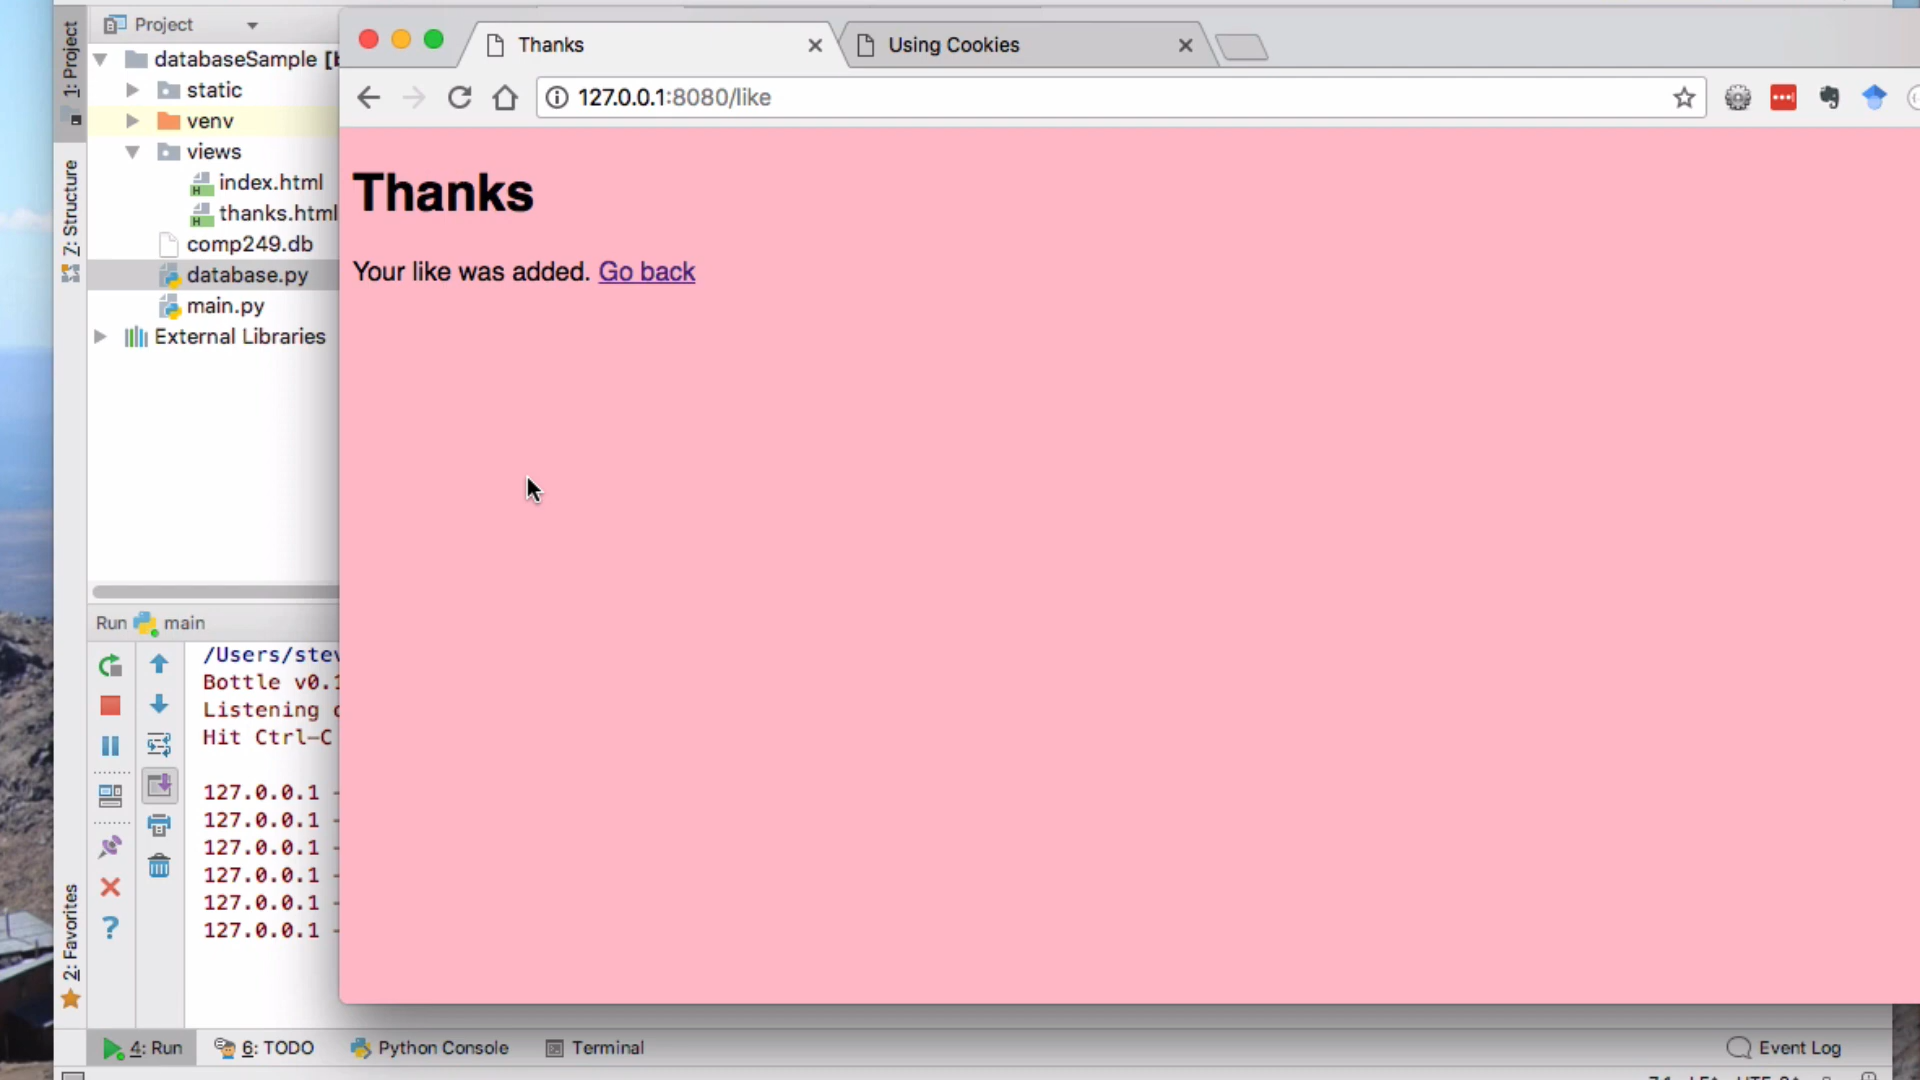 1: Project
Z: Structure
2: Favorites
Project
databaseSample [
static
venv
views
index.html
thanks.html
comp249.db
database.py
main.py
External Libraries
Thanks
Using Cookies
127.0.0.1:8080/like
Thanks
Your like was added. Go back
Run main
/Users/ste
Bottle v0.1
Listening
Hit Ctrl-C
127.0.0.1 -
127.0.0.1 -
127.0.0.1 -
127.0.0.1 -
127.0.0.1 -
127.0.0.1 -
4: Run
6: TODO
Python Console
Terminal
Event Log